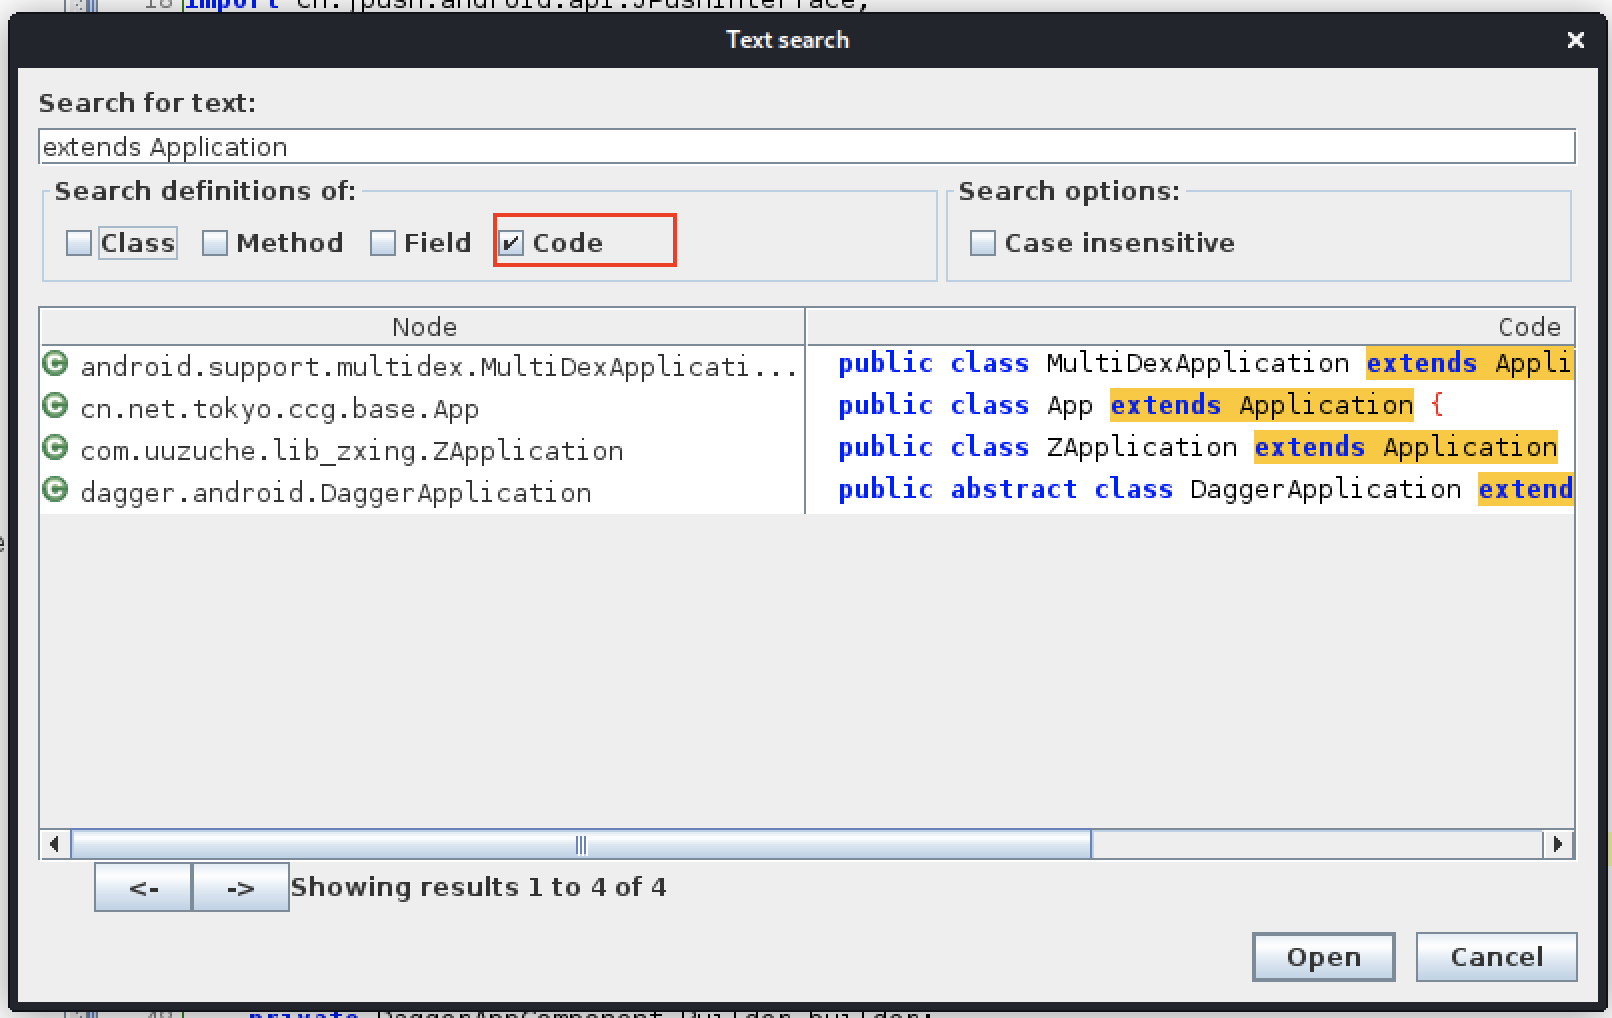 import cn.jpush.android.api.JPushInterface;
Text search
Search for text:
extends Application
Search definitions of:
Search options:
Class Method Field Code
Case insensitive
Node Code
android.support.multidex.MultiDexApplicati... public class MultiDexApplication extends Appli
cn.net.tokyo.ccg.base.App public class App extends Application {
com.uuzuche.lib_zxing.ZApplication public class ZApplication extends Application
dagger.android.DaggerApplication public abstract class DaggerApplication extend
<- -> Showing results 1 to 4 of 4
Open Cancel
private DaggerAppComponent.Builder builder;